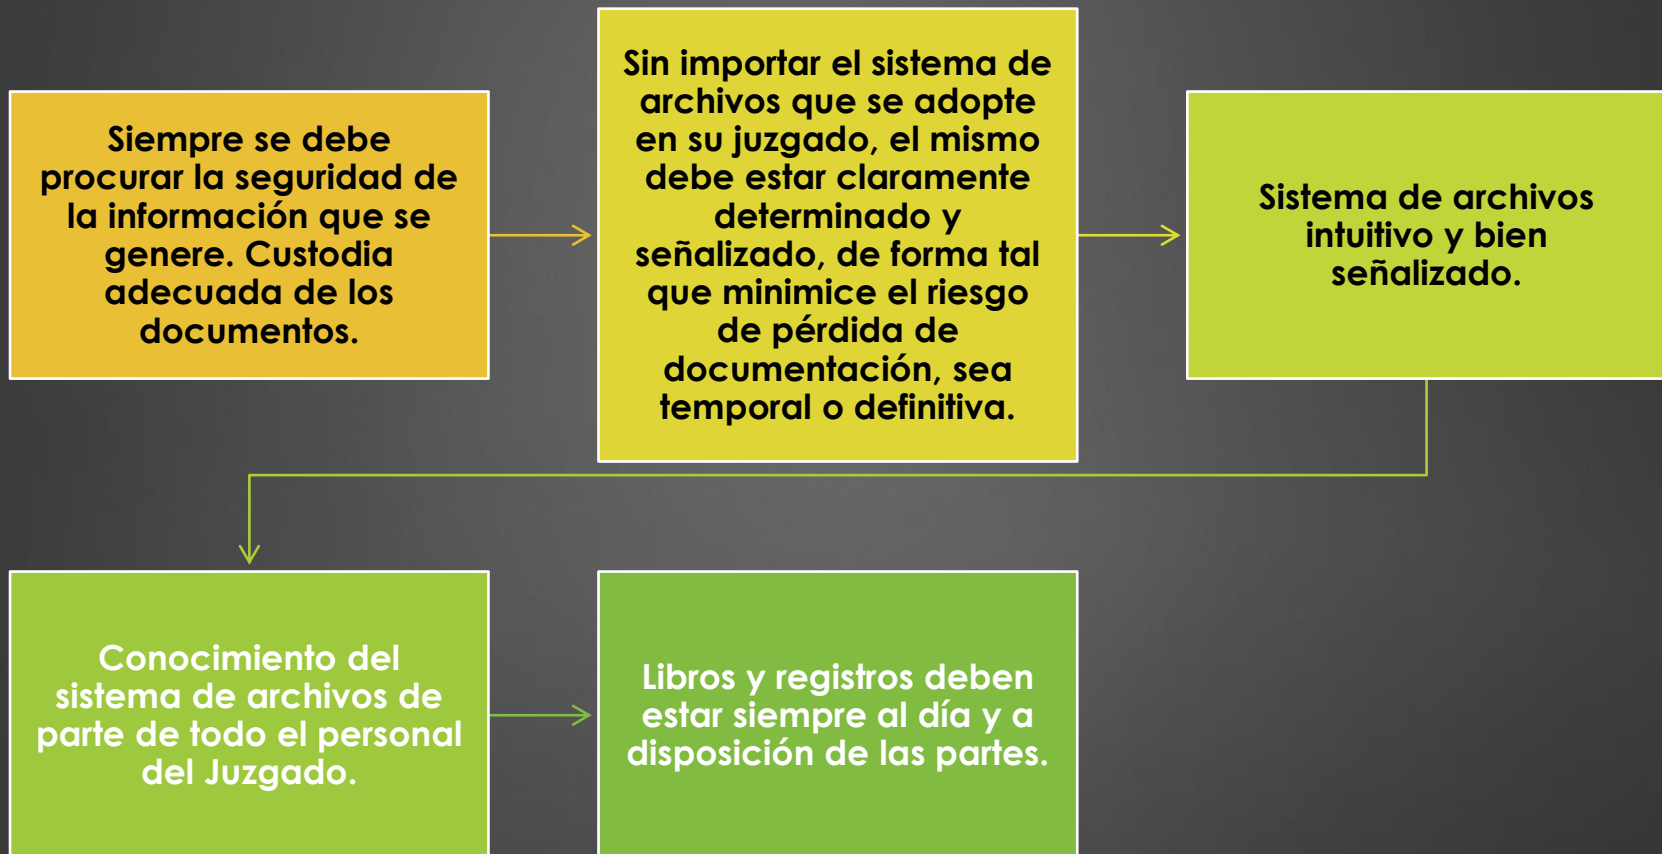 Siempre se debe
procurar la seguridad de
la información que se
genere. Custodia
adecuada de los
documentos.
Sin importar el sistema de
archivos que se adopte
en su juzgado, el mismo
debe estar claramente
determinado y
señalizado, de forma tal
que minimice el riesgo
de pérdida de
documentación, sea
temporal o definitiva.
Sistema de archivos
intuitivo y bien
señalizado.
Conocimiento del
sistema de archivos de
parte de todo el personal
del Juzgado.
Libros y registros deben
estar siempre al día y a
disposición de las partes.